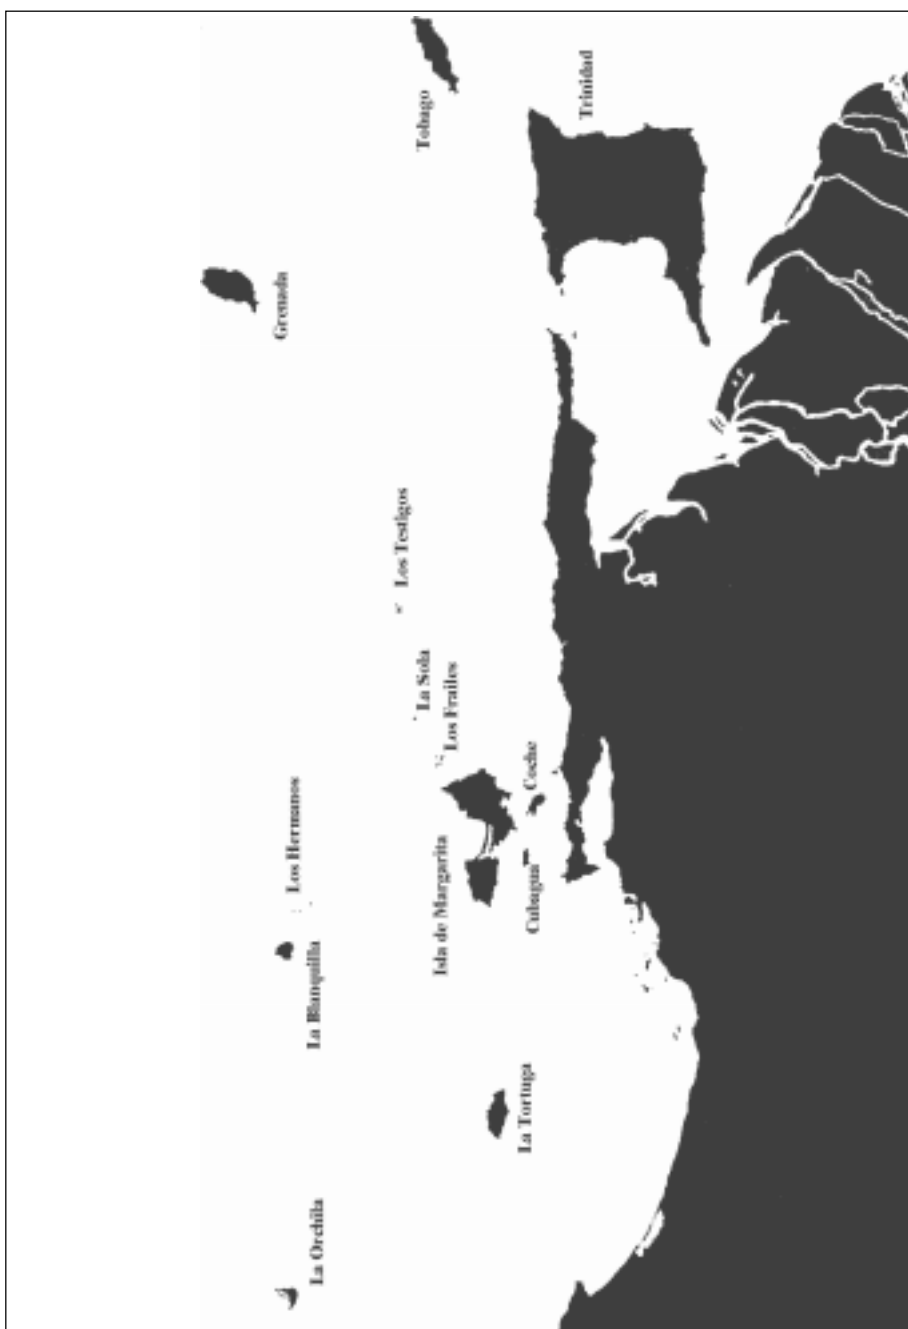 Grenada
Tobago
Trinidad
Los Testigos
La Sola
Los Frailes
Los Hermanos
Isla de Margarita
Coche
Cubagua
La Blanquilla
La Tortuga
La Orchila